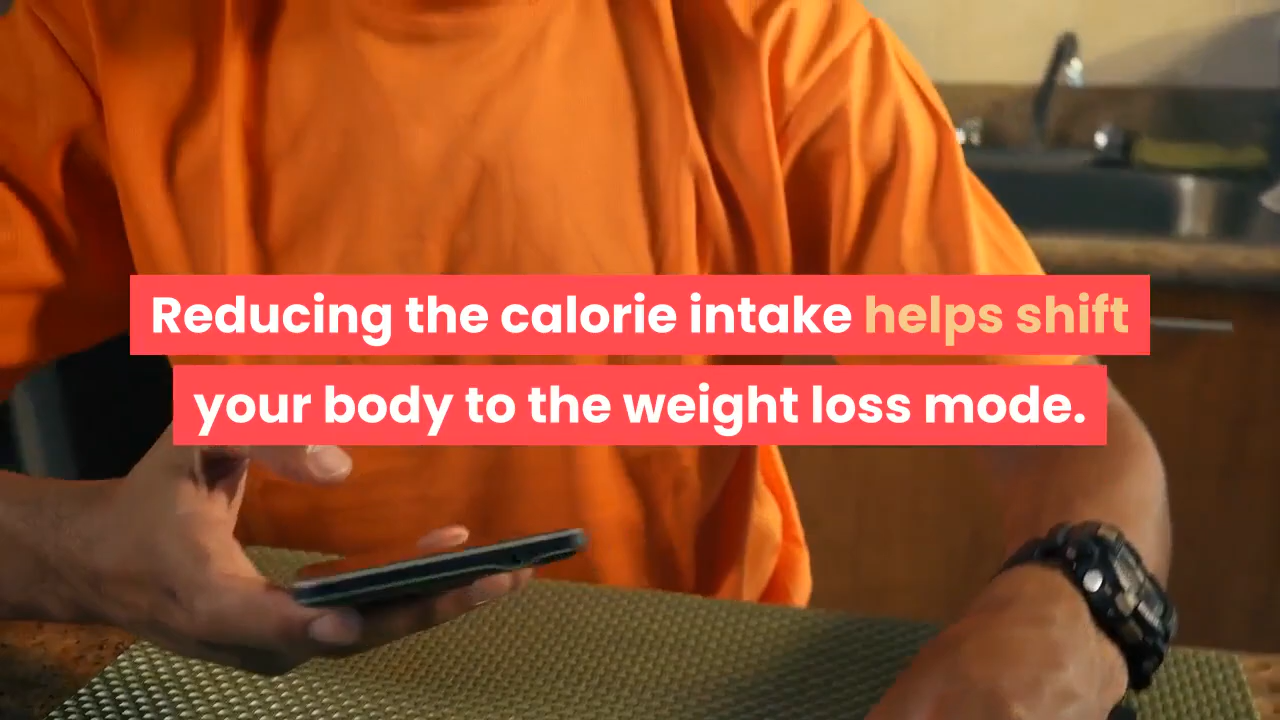 Reducing the calorie intake helps shift
your body to the weight loss mode.